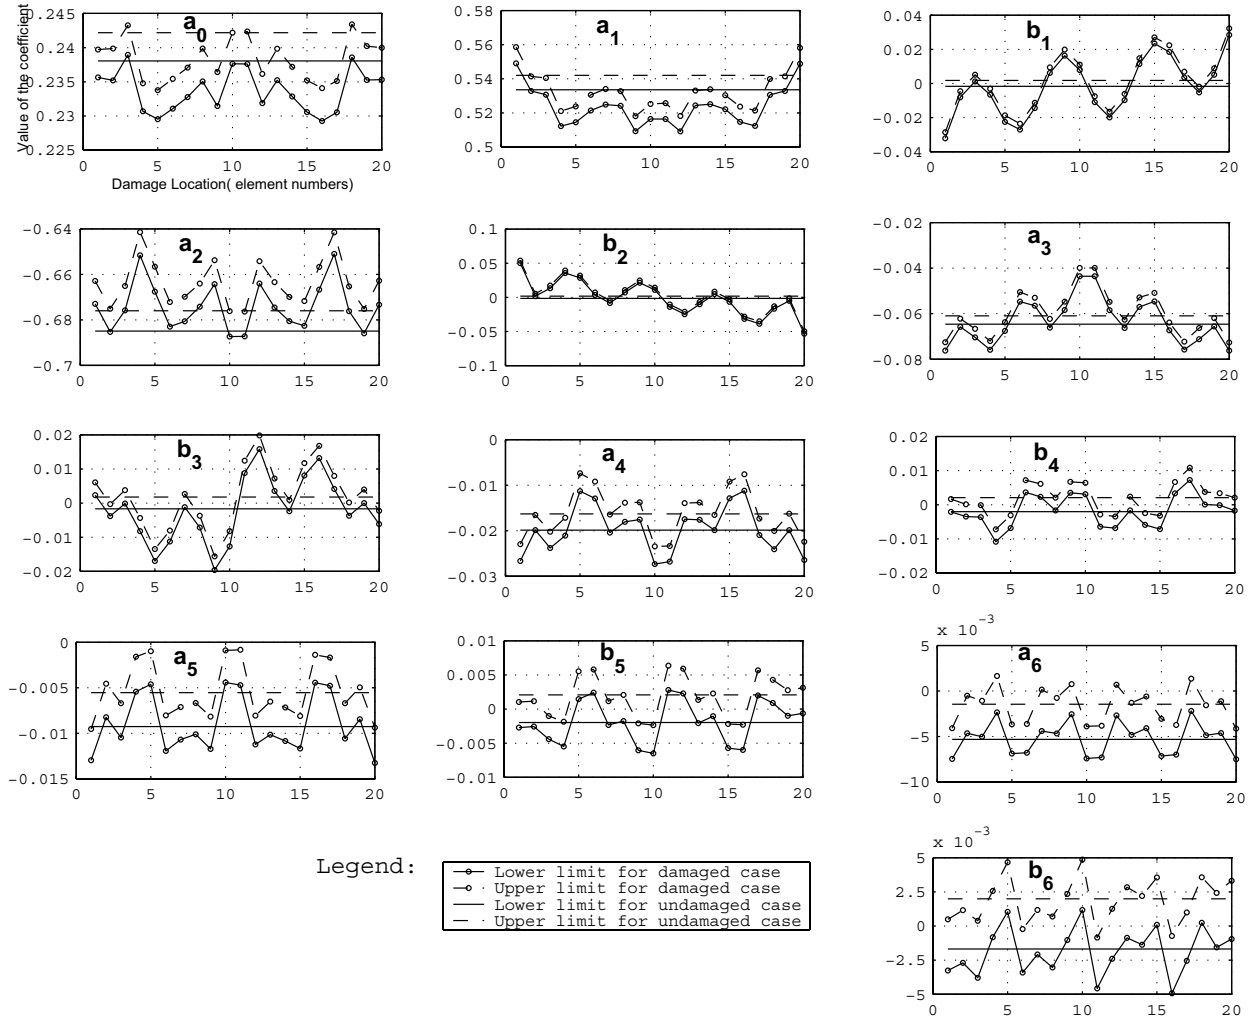 a0
Value of the coefficient
0.245
0.24
0.235
0.23
0.225
0 5 10 15 20
Damage Location( element numbers)
a1
0.58
0.56
0.54
0.52
0.5
0 5 10 15 20
b1
0.04
0.02
0
-0.02
-0.04
0 5 10 15 20
a2
-0.64
-0.66
-0.68
-0.7
0 5 10 15 20
b2
0.1
0.05
0
-0.05
-0.1
0 5 10 15 20
a3
-0.02
-0.04
-0.06
-0.08
0 5 10 15 20
b3
0.02
0.01
0
-0.01
-0.02
0 5 10 15 20
a4
0
-0.01
-0.02
-0.03
0 5 10 15 20
b4
0.02
0.01
0
-0.01
-0.02
0 5 10 15 20
a5
0
-0.005
-0.01
-0.015
0 5 10 15 20
b5
0.01
0.005
0
-0.005
-0.01
0 5 10 15 20
x 10-3
a6
5
0
-5
-10
0 5 10 15 20
Legend:
Lower limit for damaged case
Upper limit for damaged case
Lower limit for undamaged case
Upper limit for undamaged case
x 10-3
b6
5
2.5
0
-2.5
-5
0 5 10 15 20